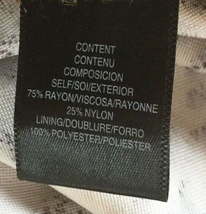 CONTENT
CONTENU
COMPOSICION
SELF/SOI/EXTERIOR
75% RAYON/VISCOSA/RAYONNE
25% NYLON
LINING/DOUBLURE/FORRO
100% POLYESTER/POLIESTER